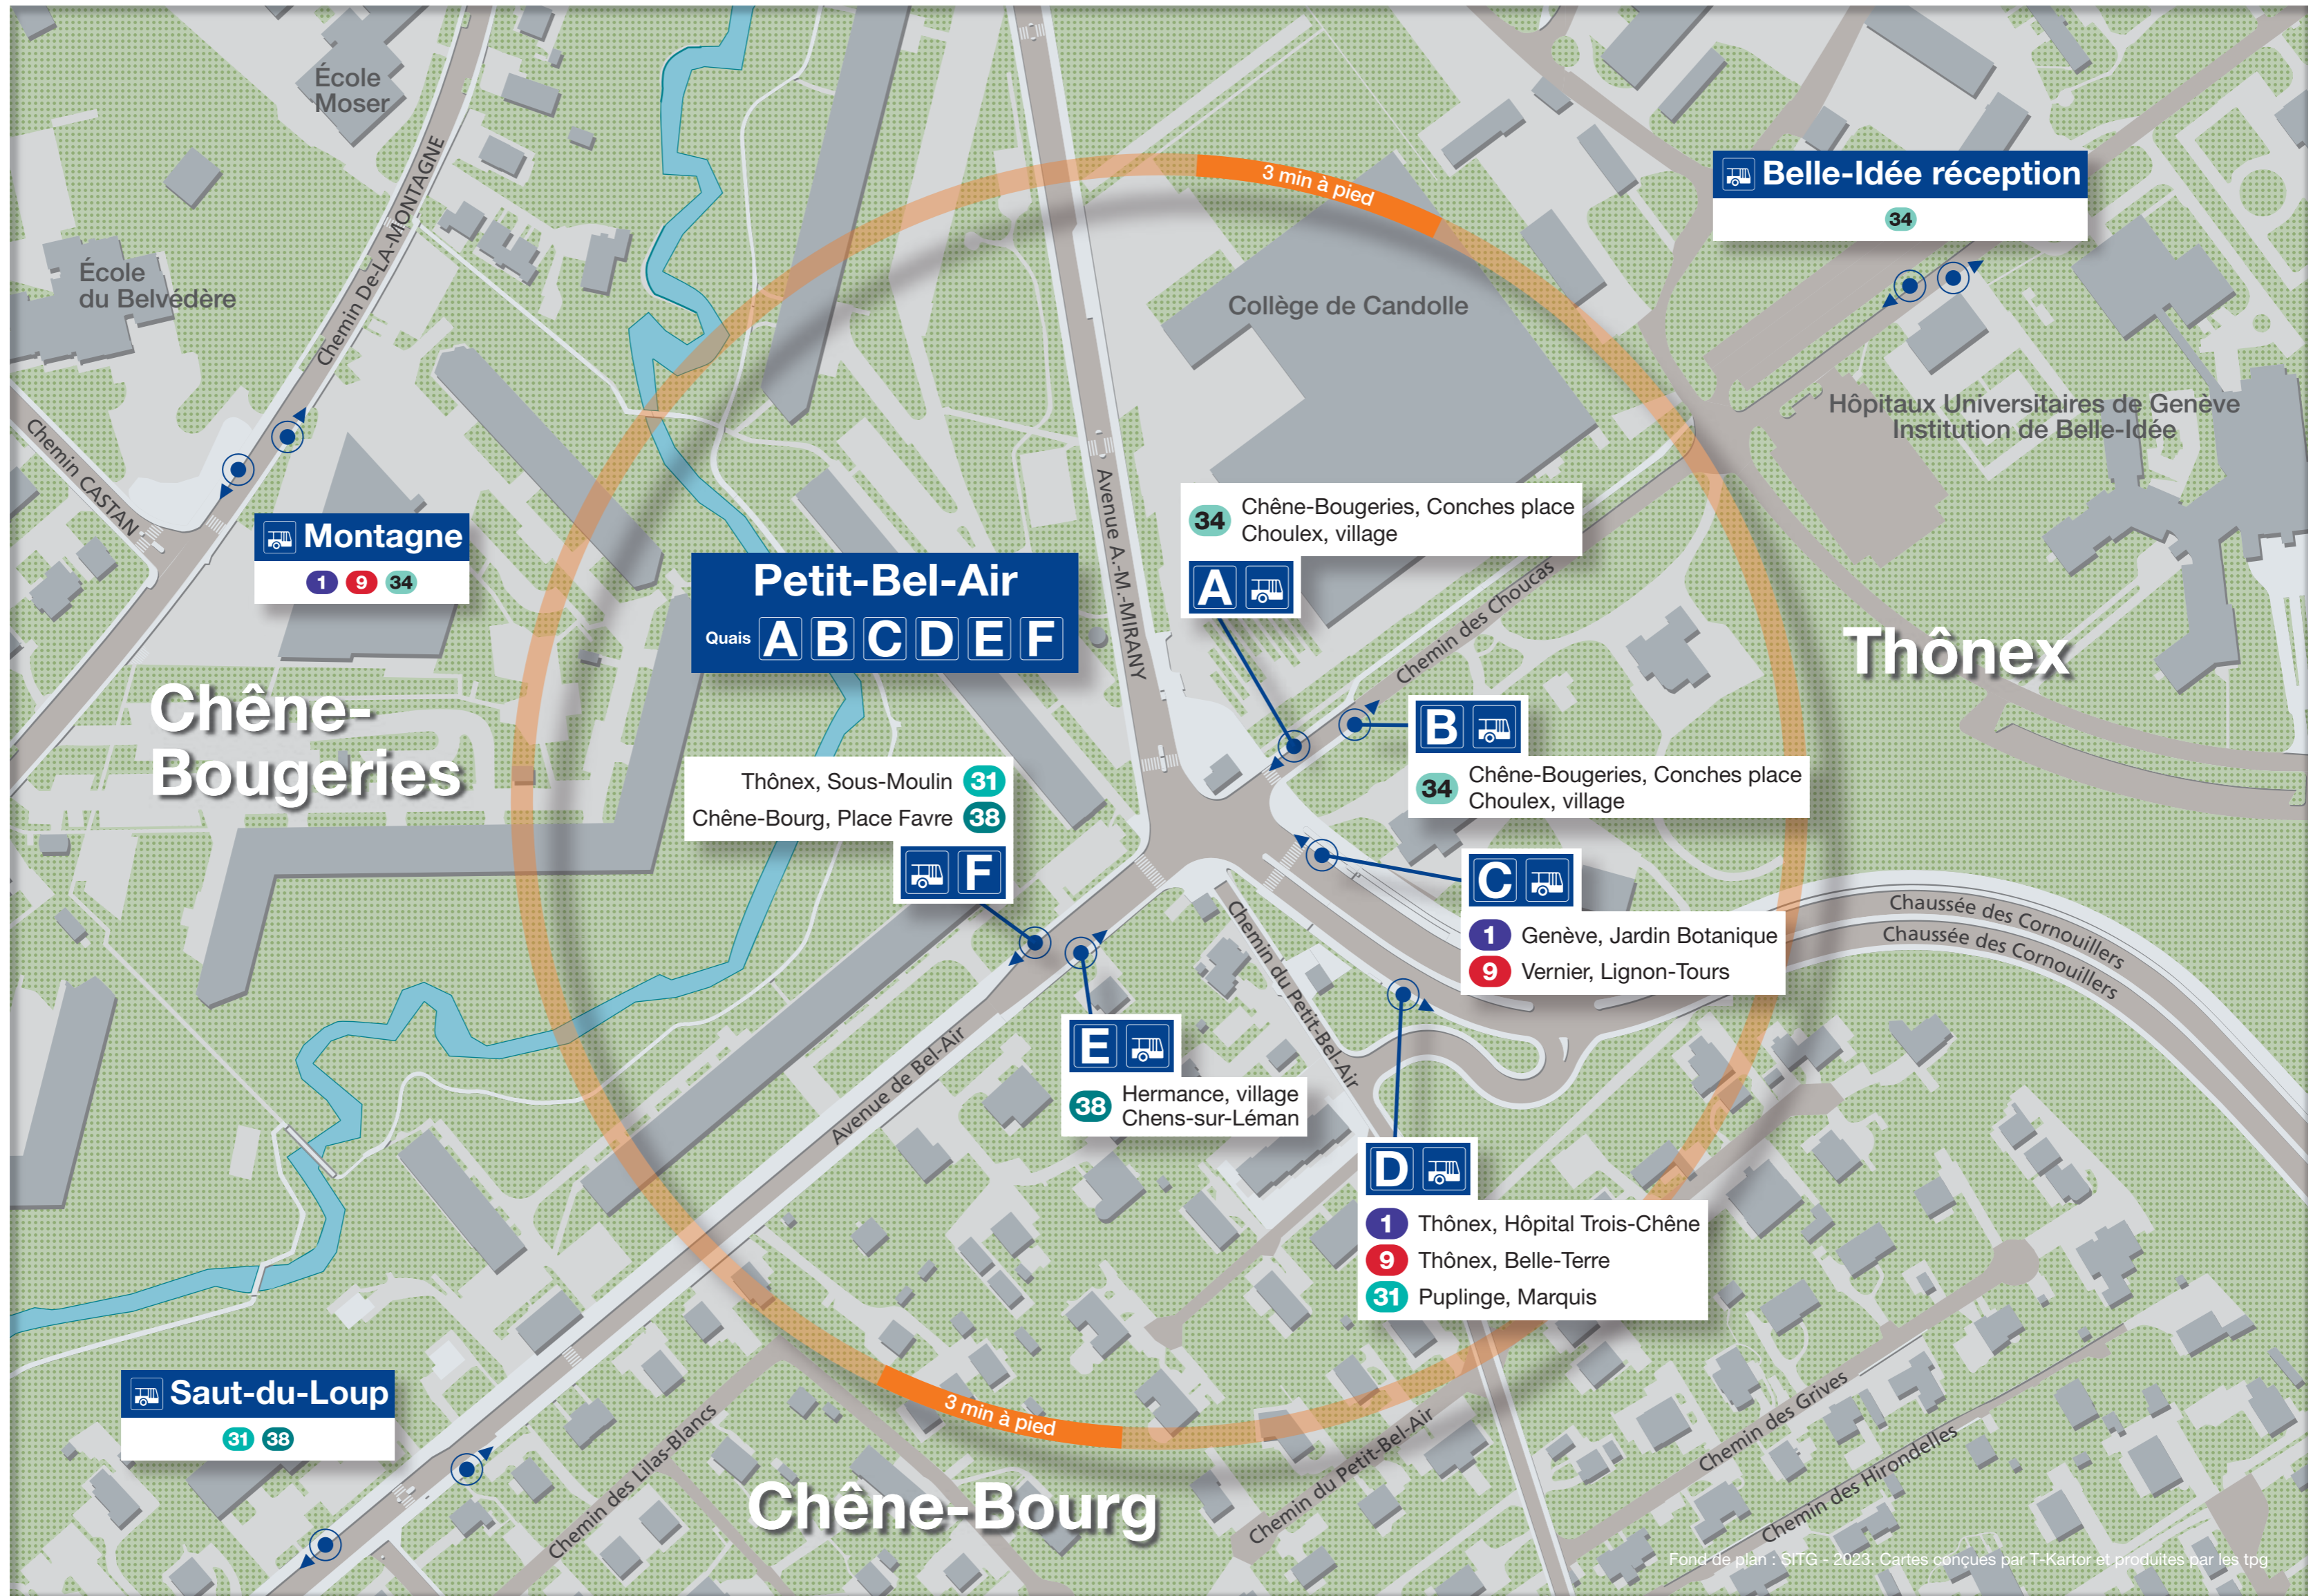 École
Moser
Chemin De-LA-MONTAGNE
École
du Belvédère
Chemin CASTAN
3 min à pied
Belle-Idée réception
34
Collège de Candolle
Hôpitaux Universitaires de Genève
Institution de Belle-Idée
Avenue A.-M.-MIRANY
34 Chêne-Bougeries, Conches place
Choulex, village
A
Montagne
1 9 34
Petit-Bel-Air
Quais A B C D E F
Chemin des Choucas
Thônex
Chêne-
Bougeries
B
34 Chêne-Bougeries, Conches place
Choulex, village
Thônex, Sous-Moulin 31
Chêne-Bourg, Place Favre 38
F
C
1 Genève, Jardin Botanique
9 Vernier, Lignon-Tours
Chaussée des Cornouillers
Chaussée des Cornouillers
Chemin du Petit-Bel-Air
Avenue de Bel-Air
E
38 Hermance, village
Chens-sur-Léman
D
1 Thônex, Hôpital Trois-Chêne
9 Thônex, Belle-Terre
31 Puplinge, Marquis
Saut-du-Loup
31 38
3 min à pied
Chemin des Lilas-Blancs
Chêne-Bourg
Chemin du Petit-Bel-Air
Chemin des Grives
Chemin des Hirondelles
Fond de plan : SITG - 2023. Cartes conçues par T-Kartor et produites par les tpg